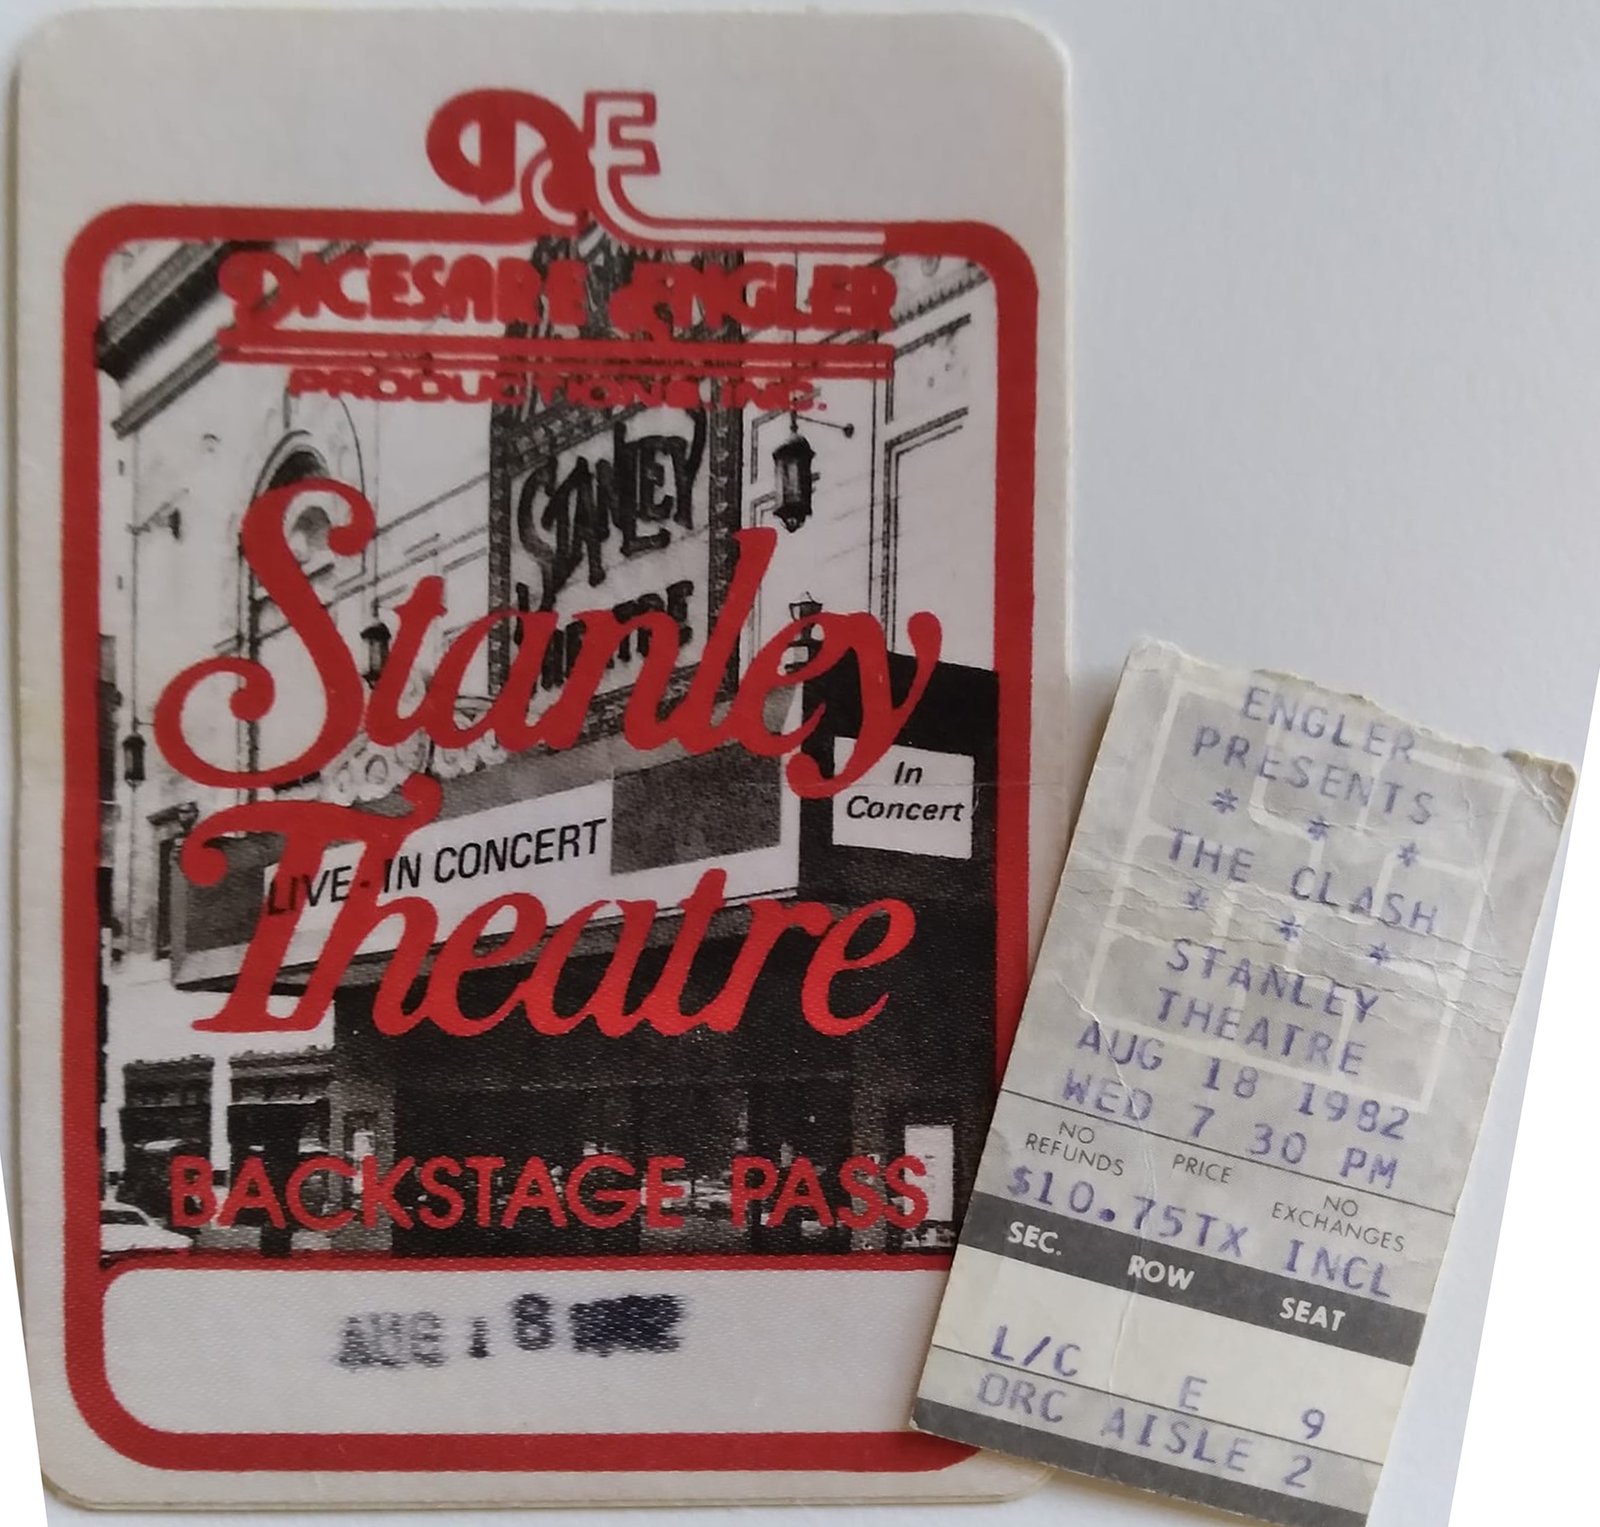 DE
DICESARE ENGLER
PRODUCTIONS, INC.
STANLEY
THEATRE
Stanley
Theatre
In
Concert
LIVE - IN CONCERT
BACKSTAGE PASS
AUG 18
ENGLER
PRESENTS
* * *
THE CLASH
* * *
STANLEY
THEATRE
AUG 18 1982
WED 7 30 PM
NO
REFUNDS
PRICE
NO
EXCHANGES
$10.75TX INCL
SEC. ROW SEAT
L/C E 9
ORC AISLE 2